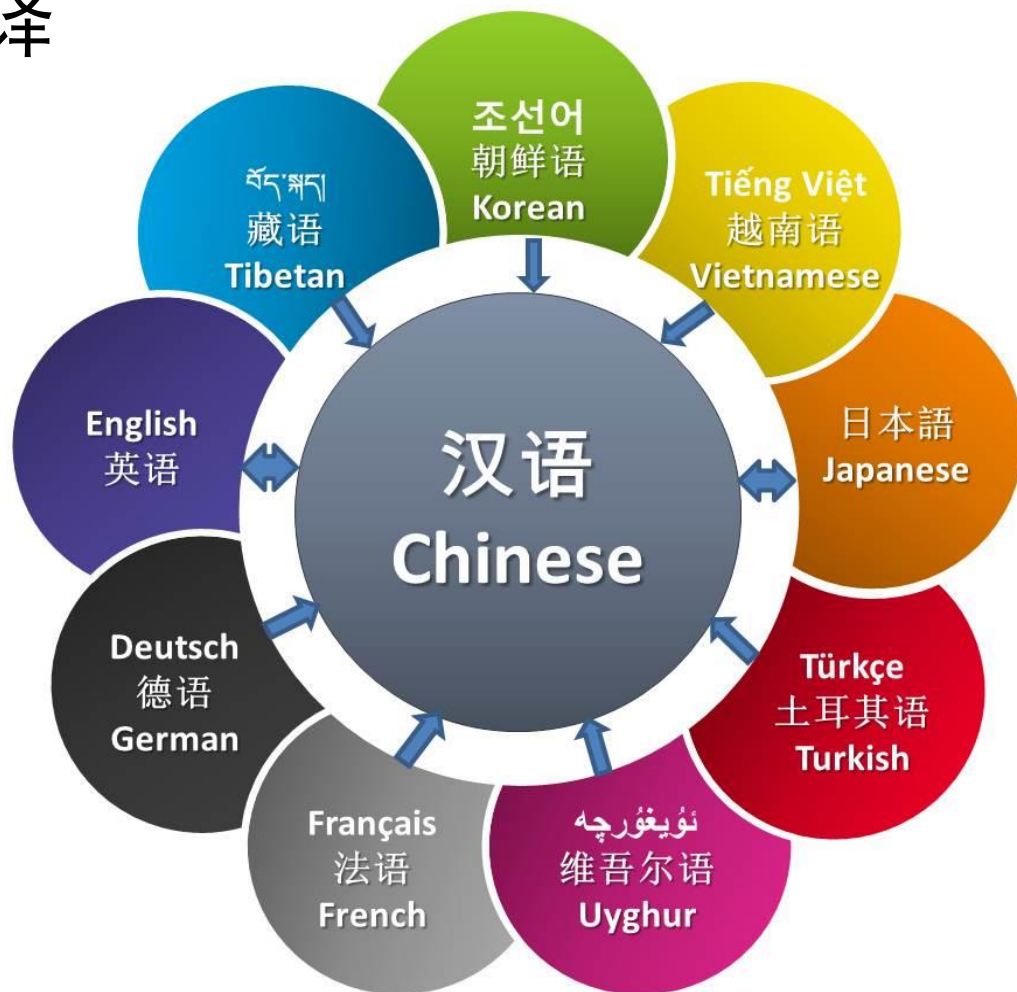 译
조선어
朝鲜语
Korean
Tiếng Việt
越南语
Vietnamese
日本語
Japanese
Türkçe
土耳其语
Turkish
ئۇيغۇرچە
维吾尔语
Uyghur
Français
法语
French
Deutsch
德语
German
English
英语
བོད་སྐད།
藏语
Tibetan
汉语
Chinese